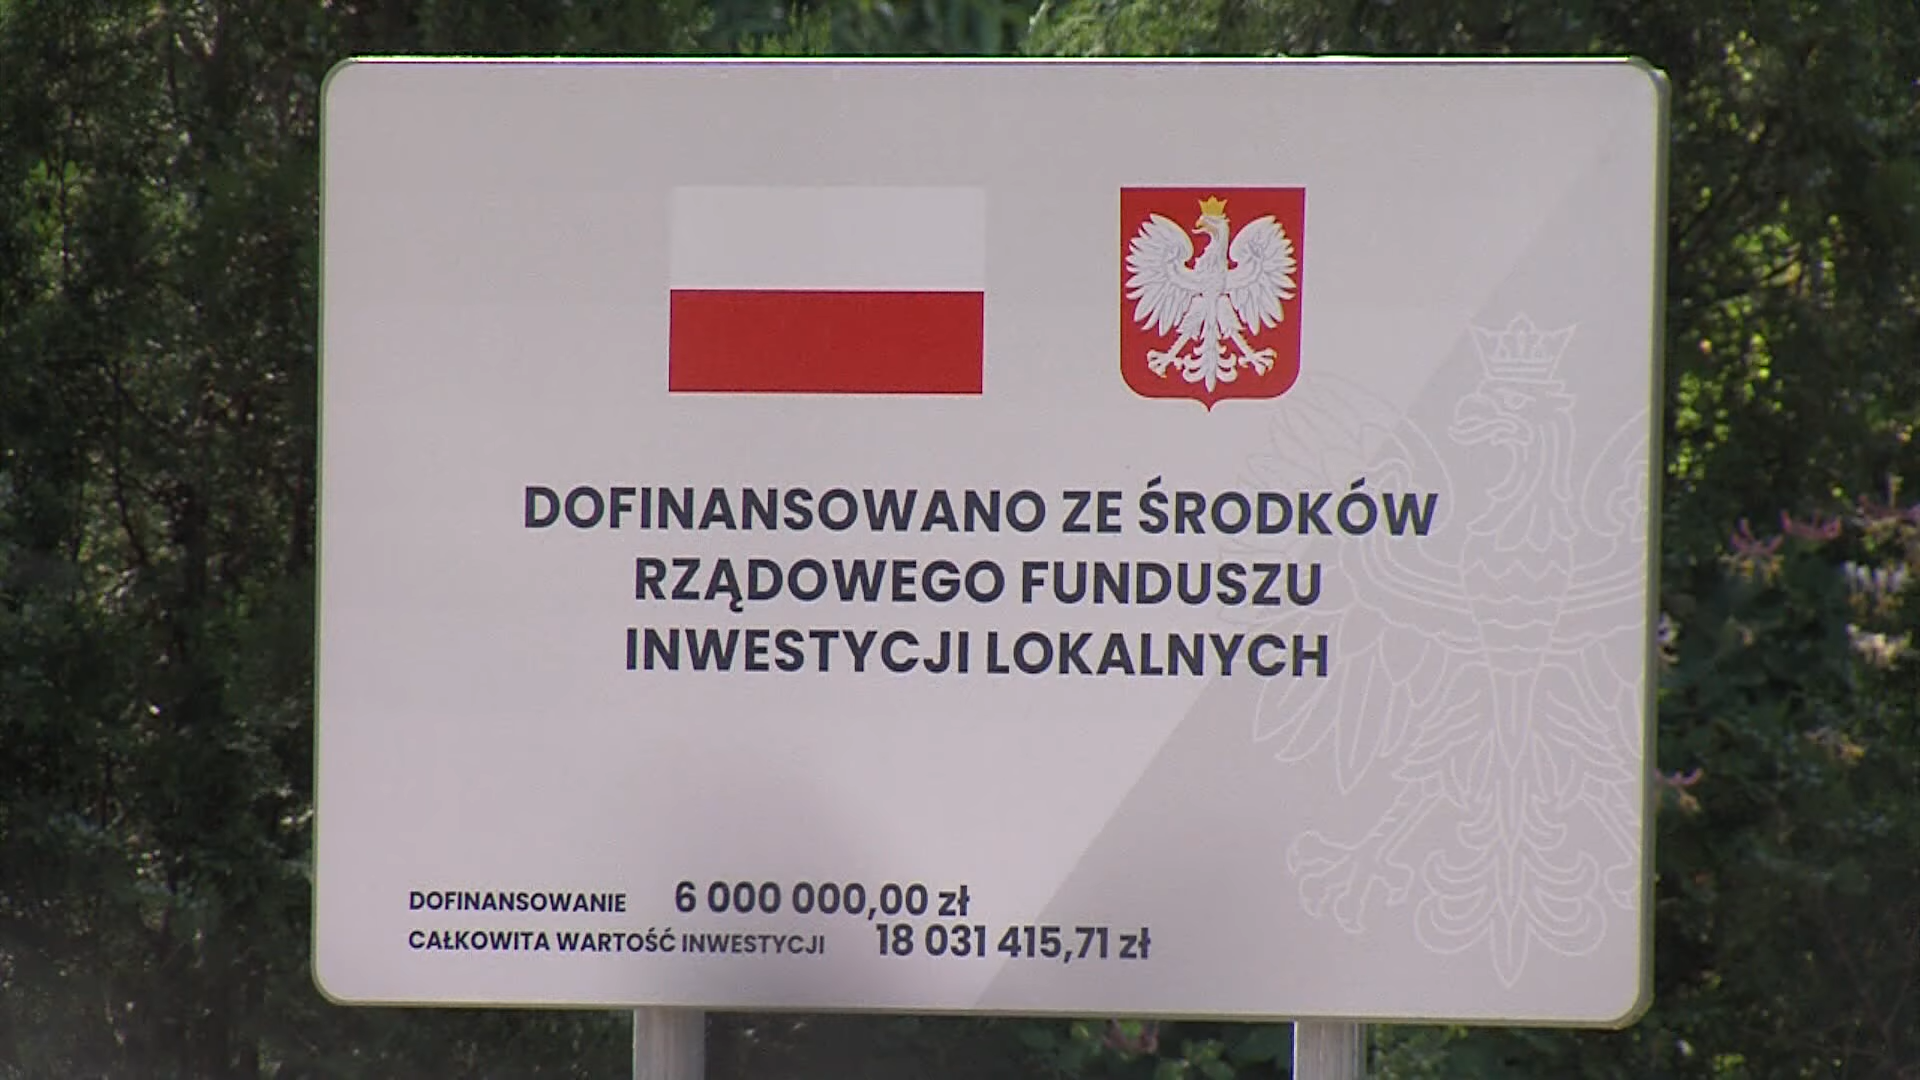 DOFINANSOWANO ZE ŚRODKÓW
RZĄDOWEGO FUNDUSZU
INWESTYCJI LOKALNYCH
DOFINANSOWANIE 6 000 000,00 zł
CAŁKOWITA WARTOŚĆ INWESTYCJI 18 031 415,71 zł